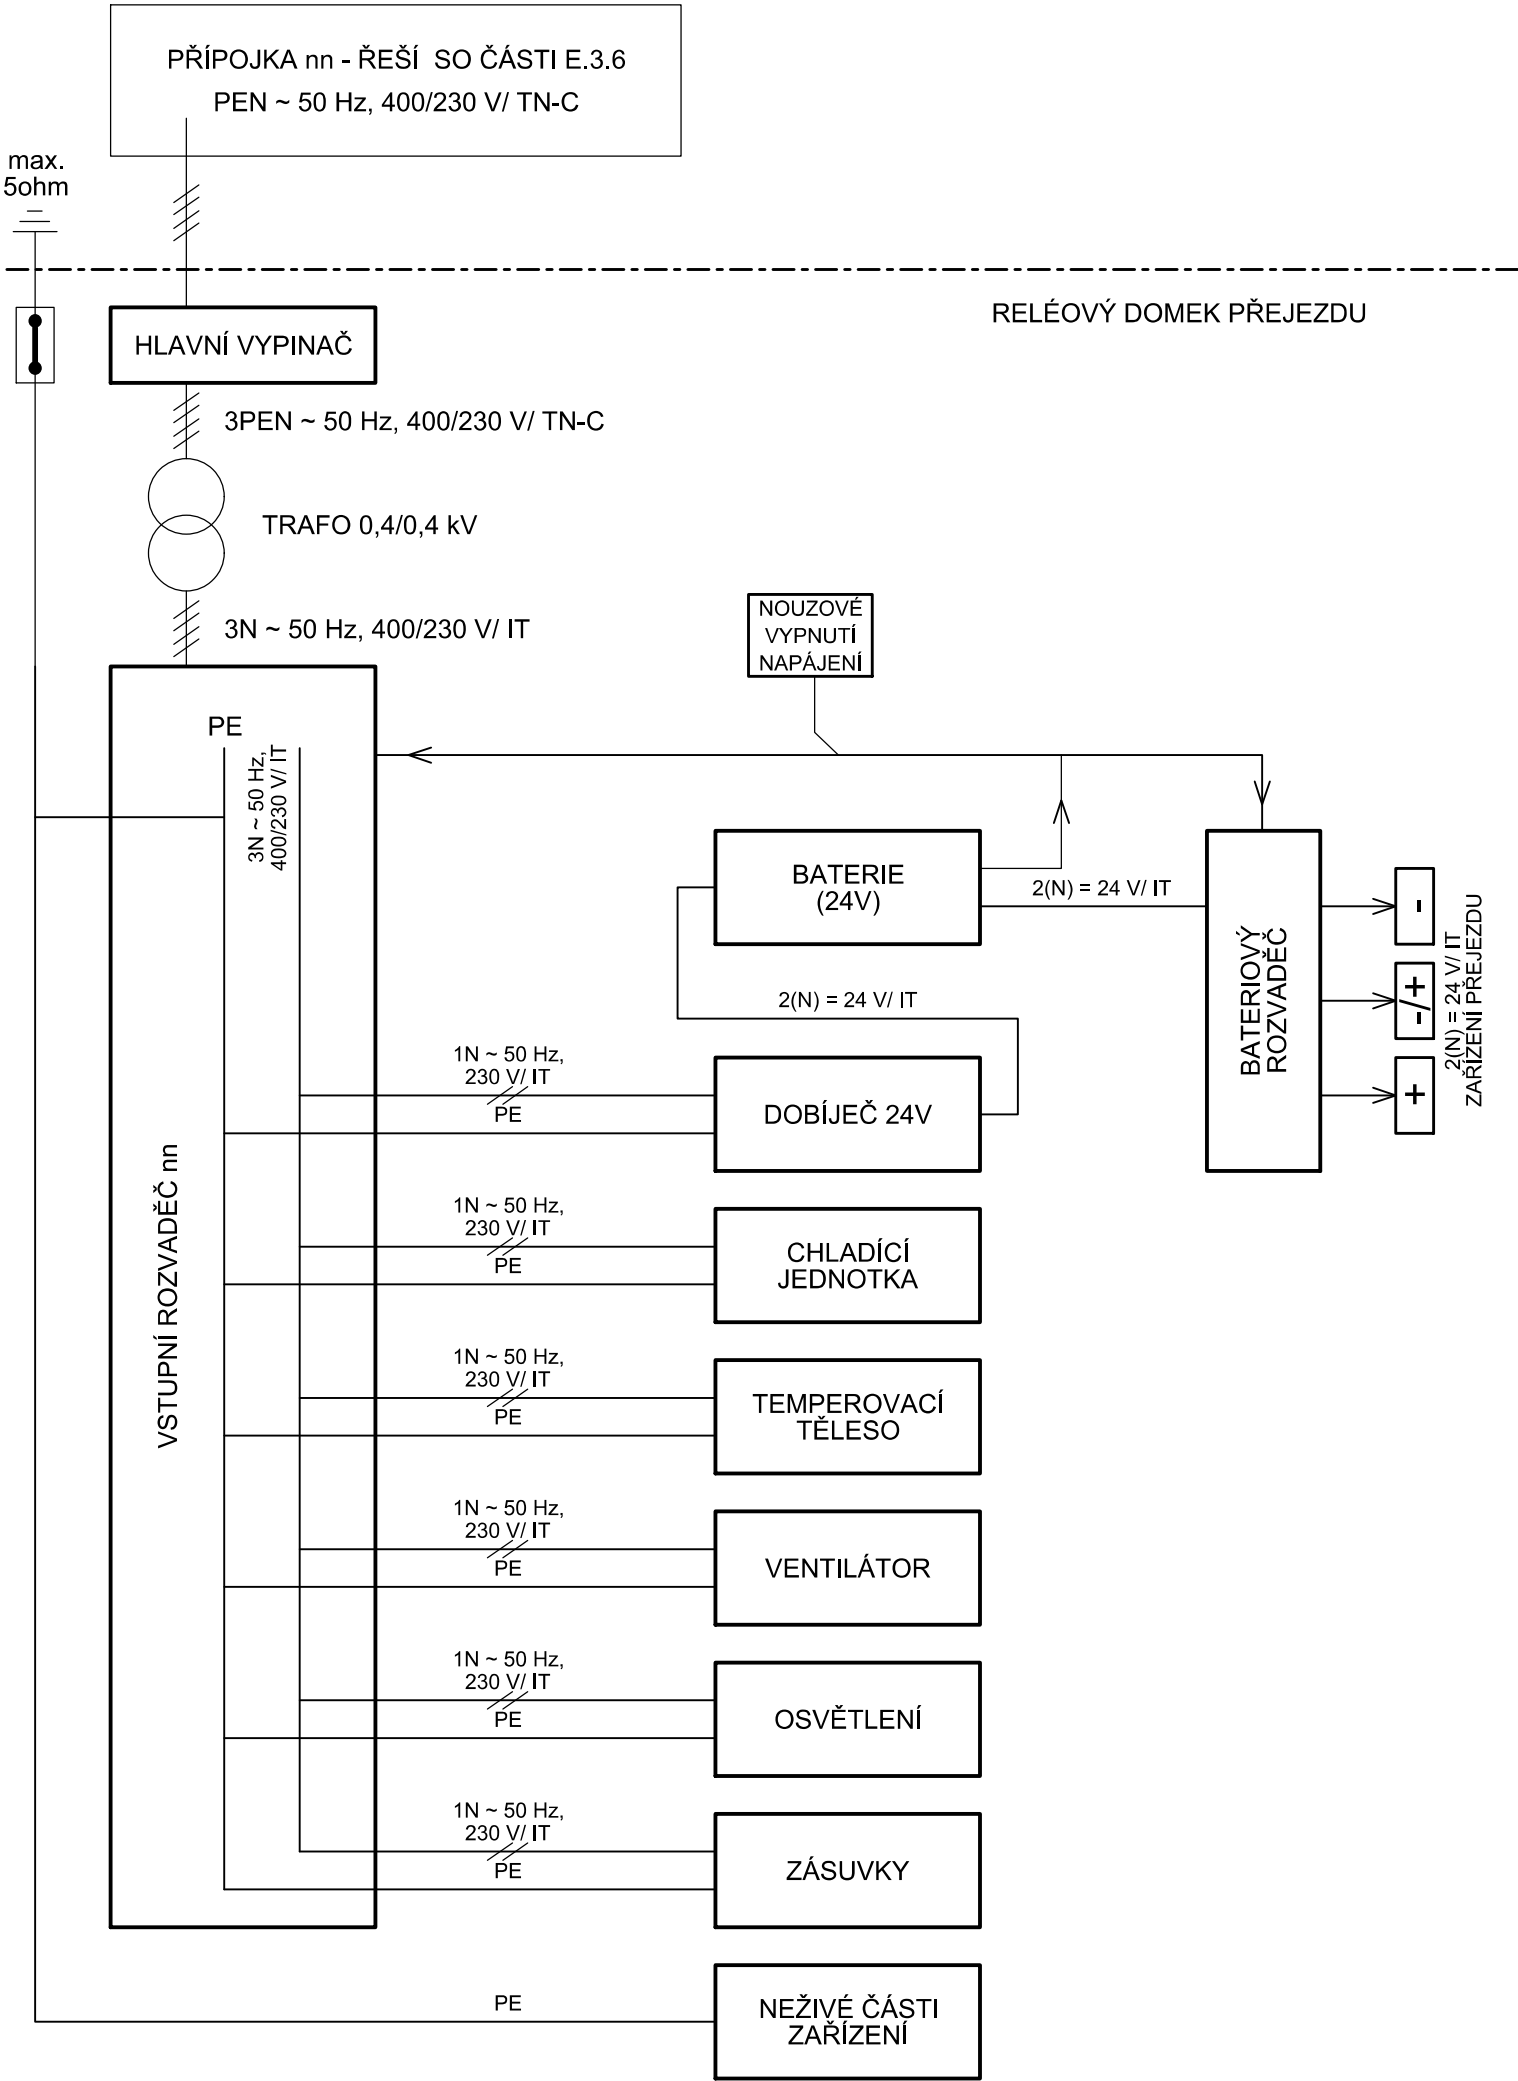 PŘÍPOJKA nn - ŘEŠÍ SO ČÁSTI E.3.6
PEN ~ 50 Hz, 400/230 V/ TN-C
max.
5ohm
RELÉOVÝ DOMEK PŘEJEZDU
HLAVNÍ VYPINAČ
3PEN ~ 50 Hz, 400/230 V/ TN-C
TRAFO 0,4/0,4 kV
3N ~ 50 Hz, 400/230 V/ IT
NOUZOVÉ
VYPNUTÍ
NAPÁJENÍ
PE
3N ~ 50 Hz,
400/230 V/ IT
VSTUPNÍ ROZVADĚČ nn
BATERIE
(24V)
2(N) = 24 V/ IT
2(N) = 24 V/ IT
BATERIOVÝ
ROZVADĚČ
-
-/+
+
2(N) = 24 V/ IT
ZAŘÍZENÍ PŘEJEZDU
1N ~ 50 Hz,
230 V/ IT
PE
DOBÍJEČ 24V
1N ~ 50 Hz,
230 V/ IT
PE
CHLADÍCÍ
JEDNOTKA
1N ~ 50 Hz,
230 V/ IT
PE
TEMPEROVACÍ
TĚLESO
1N ~ 50 Hz,
230 V/ IT
PE
VENTILÁTOR
1N ~ 50 Hz,
230 V/ IT
PE
OSVĚTLENÍ
1N ~ 50 Hz,
230 V/ IT
PE
ZÁSUVKY
PE
NEŽIVÉ ČÁSTI
ZAŘÍZENÍ